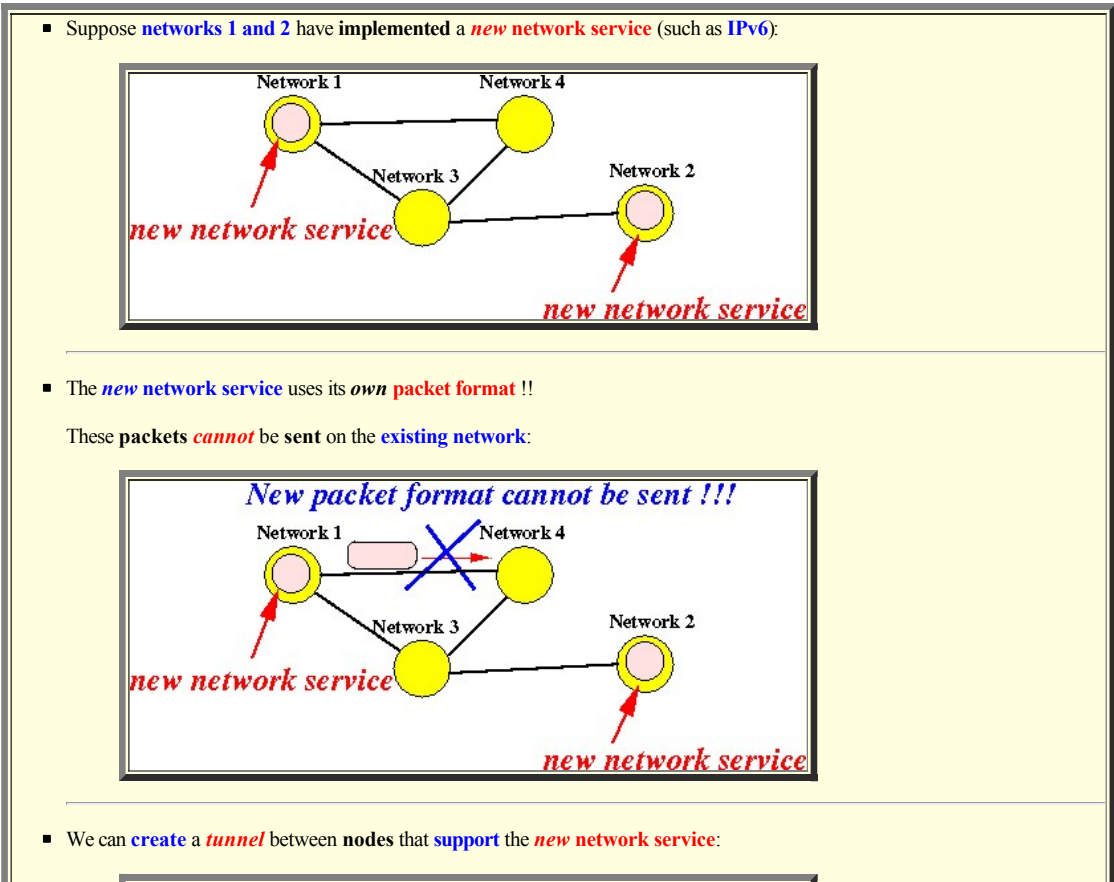 Suppose networks 1 and 2 have implemented a new network service (such as IPv6):
Network 1
Network 4
Network 3
Network 2
new network service
new network service
The new network service uses its own packet format !!
These packets cannot be sent on the existing network:
New packet format cannot be sent !!!
Network 1
Network 4
Network 3
Network 2
new network service
new network service
We can create a tunnel between nodes that support the new network service: